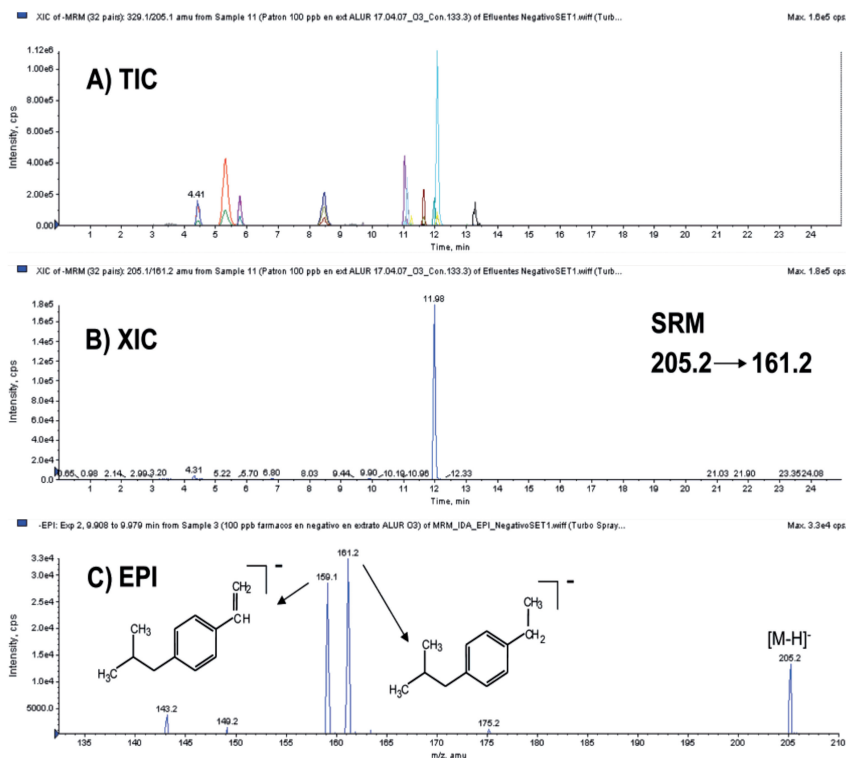 XIC of -MRM (32 pairs): 329.1/205.1 amu from Sample 11 (Patron 100 ppb en ext ALUR 17.04.07_O3_Con.133.3) of Efluentes NegativoSET1.wiff (Turb... Max. 1.6e5 cps
A) TIC
Intensity, cps
1.12e6
1.00e6
8.00e5
6.00e5
4.00e5
2.00e5
0.00
4.41
1 2 3 4 5 6 7 8 9 10 11 12 13 14 15 16 17 18 19 20 21 22 23 24
Time, min
XIC of -MRM (32 pairs): 205.1/161.2 amu from Sample 11 (Patron 100 ppb en ext ALUR 17.04.07_O3_Con.133.3) of Efluentes NegativoSET1.wiff (Turb... Max. 1.8e5 cps
B) XIC
SRM
205.2→161.2
Intensity, cps
1.8e5
1.6e5
1.4e5
1.2e5
1.0e5
8.0e4
6.0e4
4.0e4
2.0e4
0.0
11.98
0.65 0.98 2.14 2.99 3.20 4.31 5.22 5.70 6.80 8.03 9.44 9.90 10.19 10.96 12.33 21.03 21.90 23.35 24.08
1 2 3 4 5 6 7 8 9 10 11 12 13 14 15 16 17 18 19 20 21 22 23 24
Time, min
-EPI: Exp 2, 9.908 to 9.979 min from Sample 3 (100 ppb farmacos en negativo en extrato ALUR O3) of MRM_IDA_EPI_NegativoSET1.wiff (Turbo Spray... Max. 3.3e4 cps
C) EPI
Intensity, cps
3.3e4
3.0e4
2.5e4
2.0e4
1.5e4
1.0e4
5000.0
0.0
143.2 149.2 159.1 161.2 175.2 205.2
[M-H]-
CH2
CH
CH3
H3C
-
CH3
CH2
CH3
H3C
-
135 140 145 150 155 160 165 170 175 180 185 190 195 200 205 210
m/z, amu